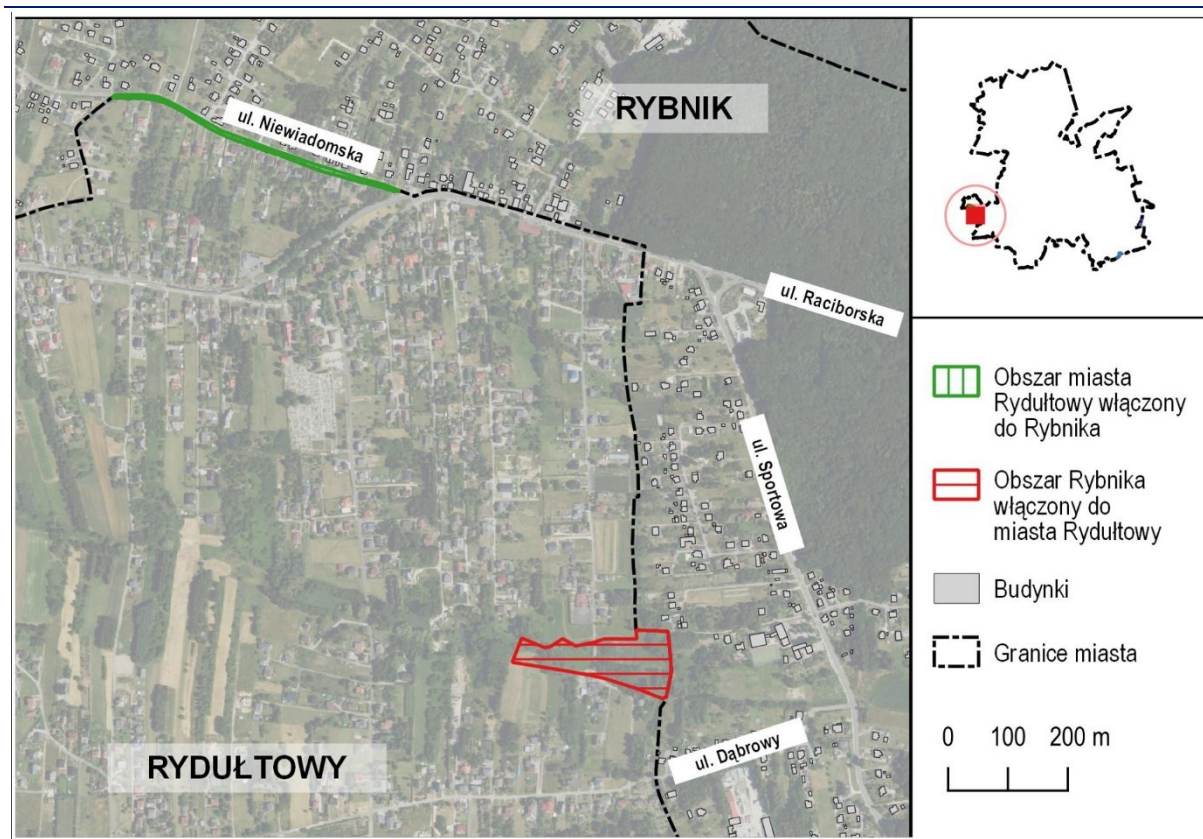 RYBNIK
ul. Niewiadomska
ul. Raciborska
ul. Sportowa
ul. Dąbrowy
RYDUŁTOWY
Obszar miasta
Rydułtowy włączony
do Rybnika
Obszar Rybnika
włączony do
miasta Rydułtowy
Budynki
Granice miasta
0 100 200 m